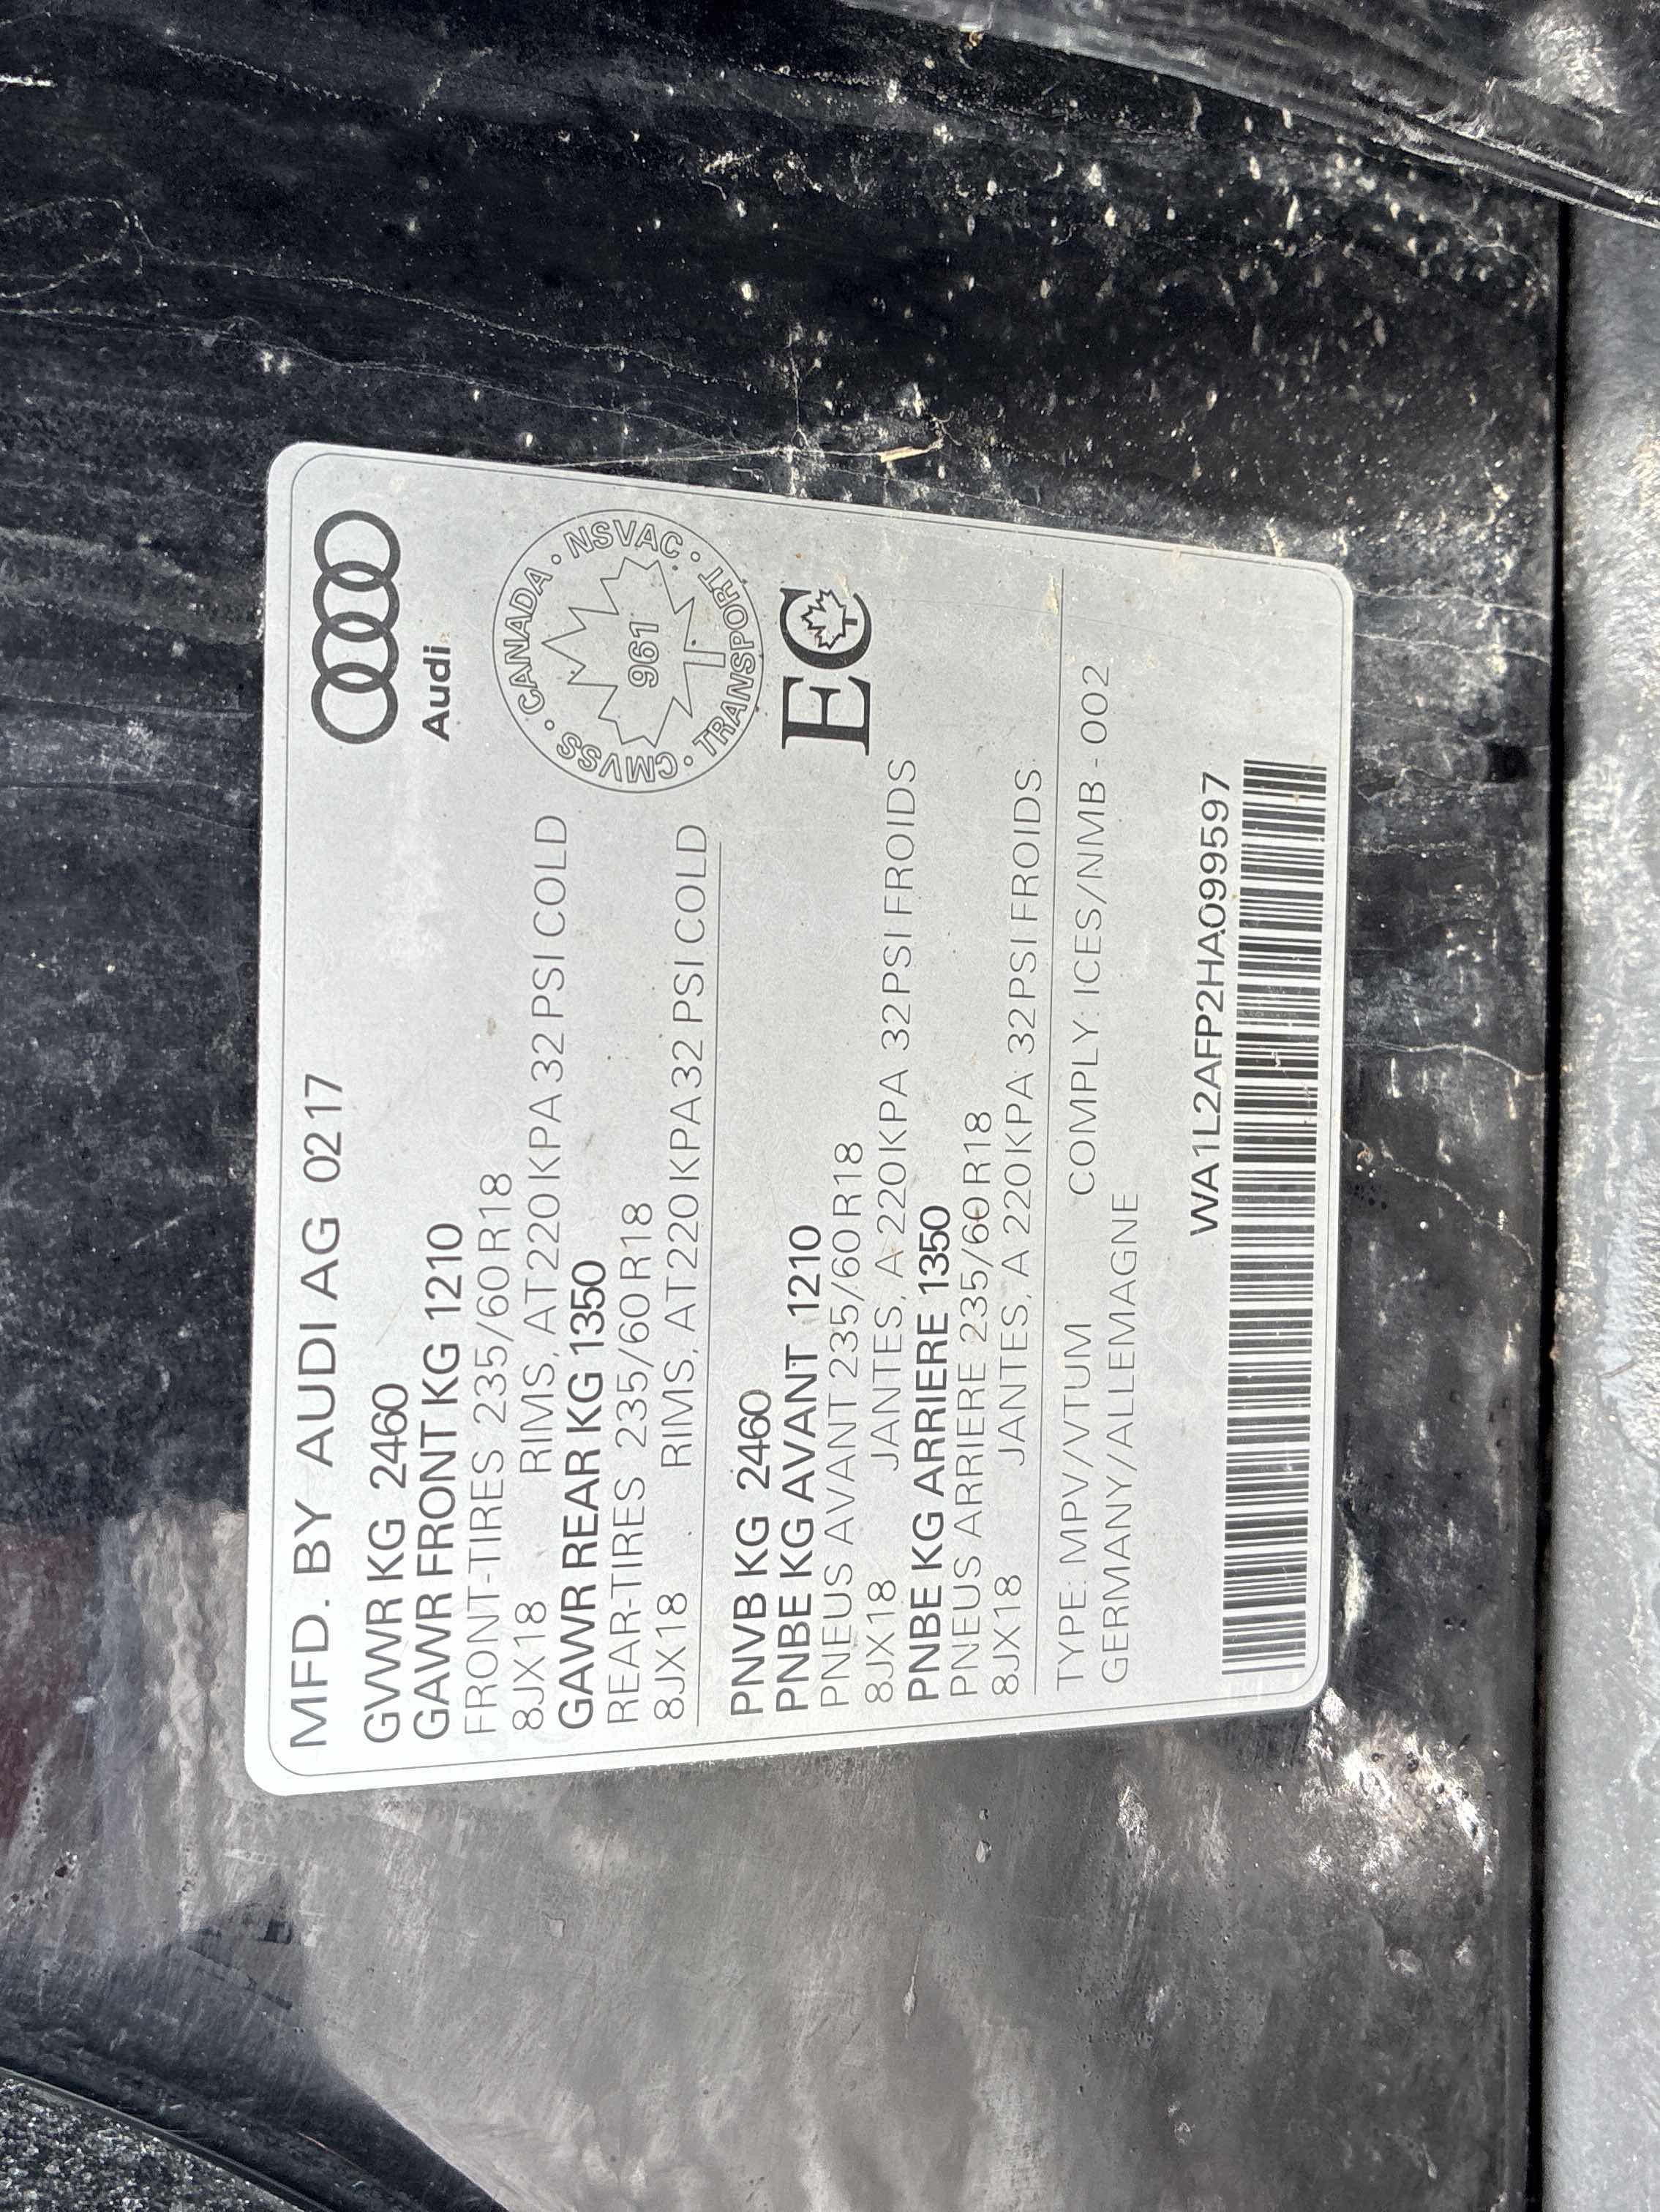 MFD. BY AUDI AG 0217
Audi
GVWR KG 2460
GAWR FRONT KG 1210
FRONT-TIRES 235/60 R18
8JX18 RIMS, AT 220 KPA 32 PSI COLD
GAWR REAR KG 1350
REAR-TIRES 235/60 R18
8JX18 RIMS, AT 220 KPA 32 PSI COLD
CANADA · NSVAC · TRANSPORT · CMVSS ·
961
PNVB KG 2460
PNBE KG AVANT 1210
PNEUS AVANT 235/60 R18
8JX18 JANTES, A 220 KPA 32 PSI FROIDS
PNBE KG ARRIERE 1350
PNEUS ARRIERE 235/60 R18
8JX18 JANTES, A 220 KPA 32 PSI FROIDS
EC
TYPE: MPV/VTUM COMPLY: ICES/NMB - 002
GERMANY/ALLEMAGNE
WA1L2AFP2HA099597